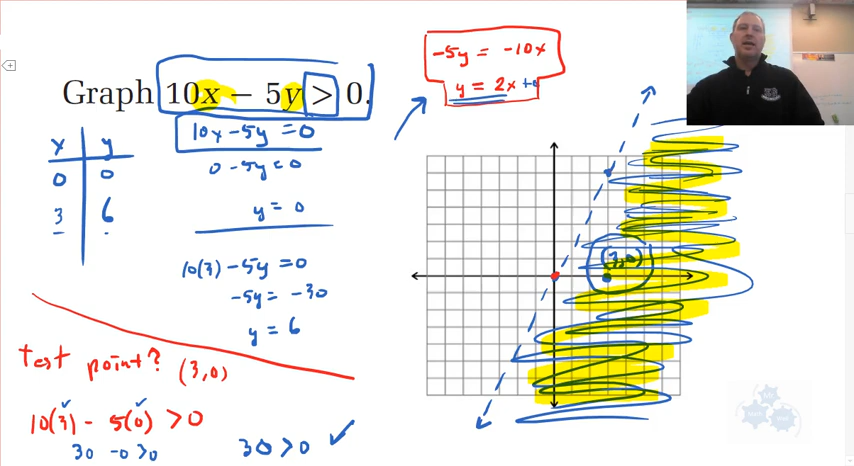 -5y = -10x
y = 2x +0
Graph 10x − 5y > 0.
10x - 5y = 0
x y
0 0
3 6
0 - 5y = 0
y = 0
10(3) - 5y = 0
-5y = -30
y = 6
(3,0)
Test point? (3,0)
10(3) - 5(0) > 0
30 - 0 > 0
30 > 0 ✓